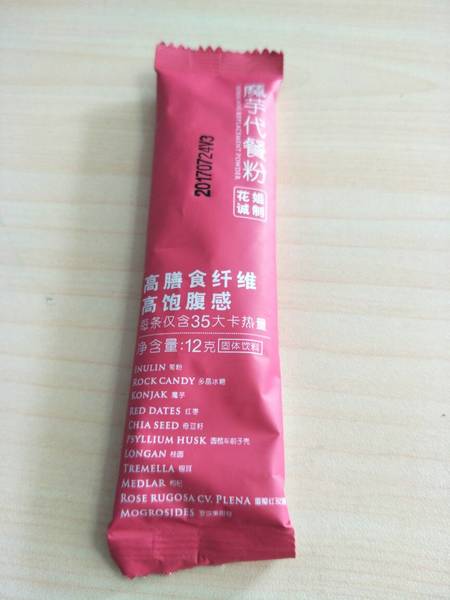 魔芋代餐粉
REPLACEMENT POWDER
花姐
诚制
20170724V3
高膳食纤维
高饱腹感
每条仅含35大卡热量
净含量:12克 固体饮料
INULIN 菊粉
ROCK CANDY 多晶冰糖
KONJAK 魔芋
RED DATES 红枣
CHIA SEED 奇亚籽
PSYLLIUM HUSK 圆苞车前子壳
LONGAN 桂圆
TREMELLA 银耳
MEDLAR 枸杞
ROSE RUGOSA CV. PLENA 重瓣红玫瑰
MOGROSIDES